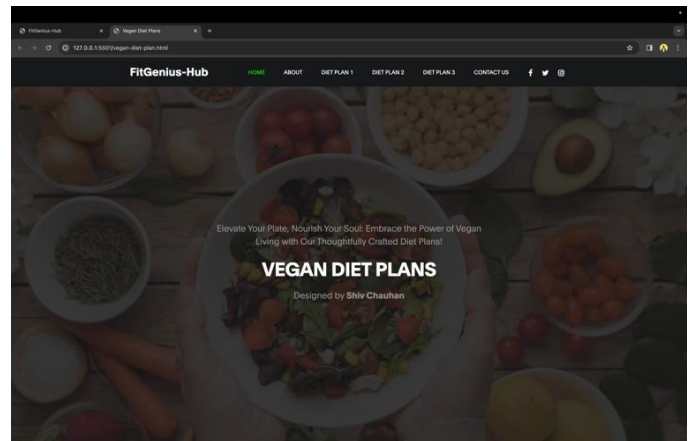 FitGenius-Hub
Vegan Diet Plans
127.0.0.1:5501/vegan-diet-plan.html
FitGenius-Hub
HOME ABOUT DIET PLAN 1 DIET PLAN 2 DIET PLAN 3 CONTACT US
Elevate Your Plate, Nourish Your Soul: Embrace the Power of Vegan
Living with Our Thoughtfully Crafted Diet Plans!
VEGAN DIET PLANS
Designed by Shiv Chauhan